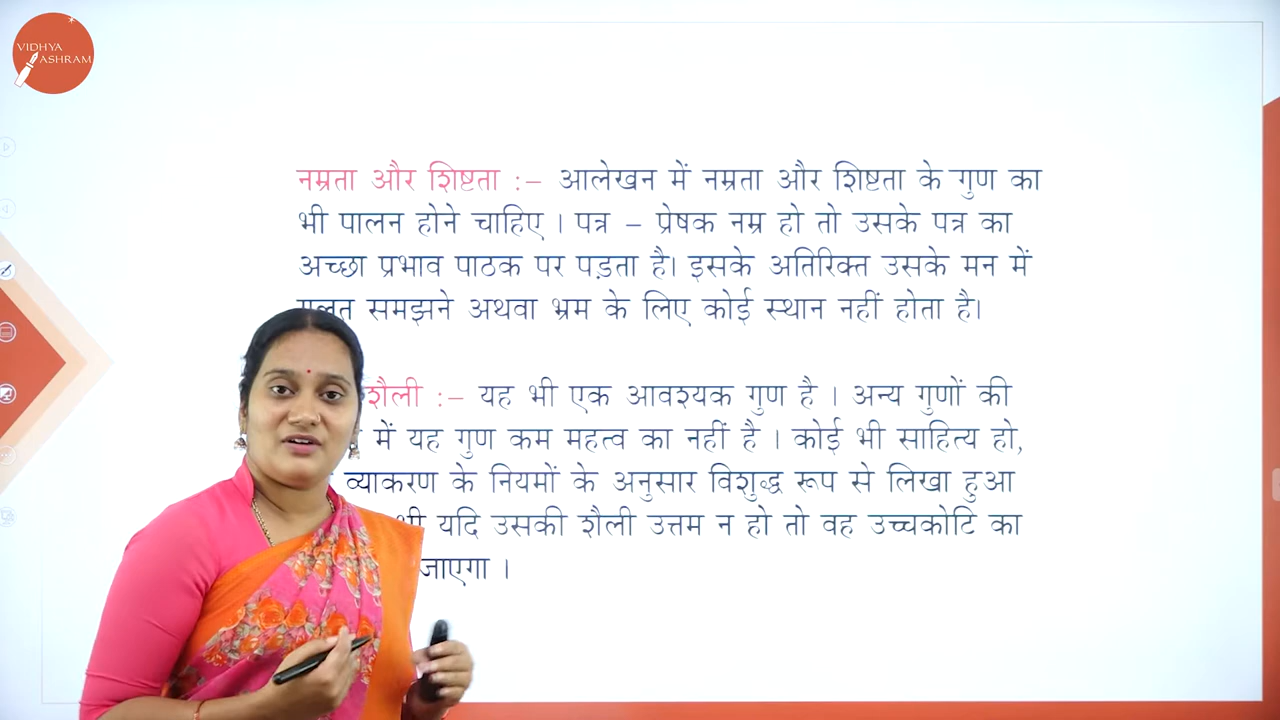 VIDHYA
ASHRAM
नम्रता और शिष्टता :– आलेखन में नम्रता और शिष्टता के गुण का
भी पालन होने चाहिए । पत्र – प्रेषक नम्र हो तो उसके पत्र का
अच्छा प्रभाव पाठक पर पड़ता है। इसके अतिरिक्त उसके मन में
गलत समझने अथवा भ्रम के लिए कोई स्थान नहीं होता है।
शैली :– यह भी एक आवश्यक गुण है । अन्य गुणों की
में यह गुण कम महत्व का नहीं है । कोई भी साहित्य हो,
व्याकरण के नियमों के अनुसार विशुद्ध रूप से लिखा हुआ
भी यदि उसकी शैली उत्तम न हो तो वह उच्चकोटि का
जाएगा ।